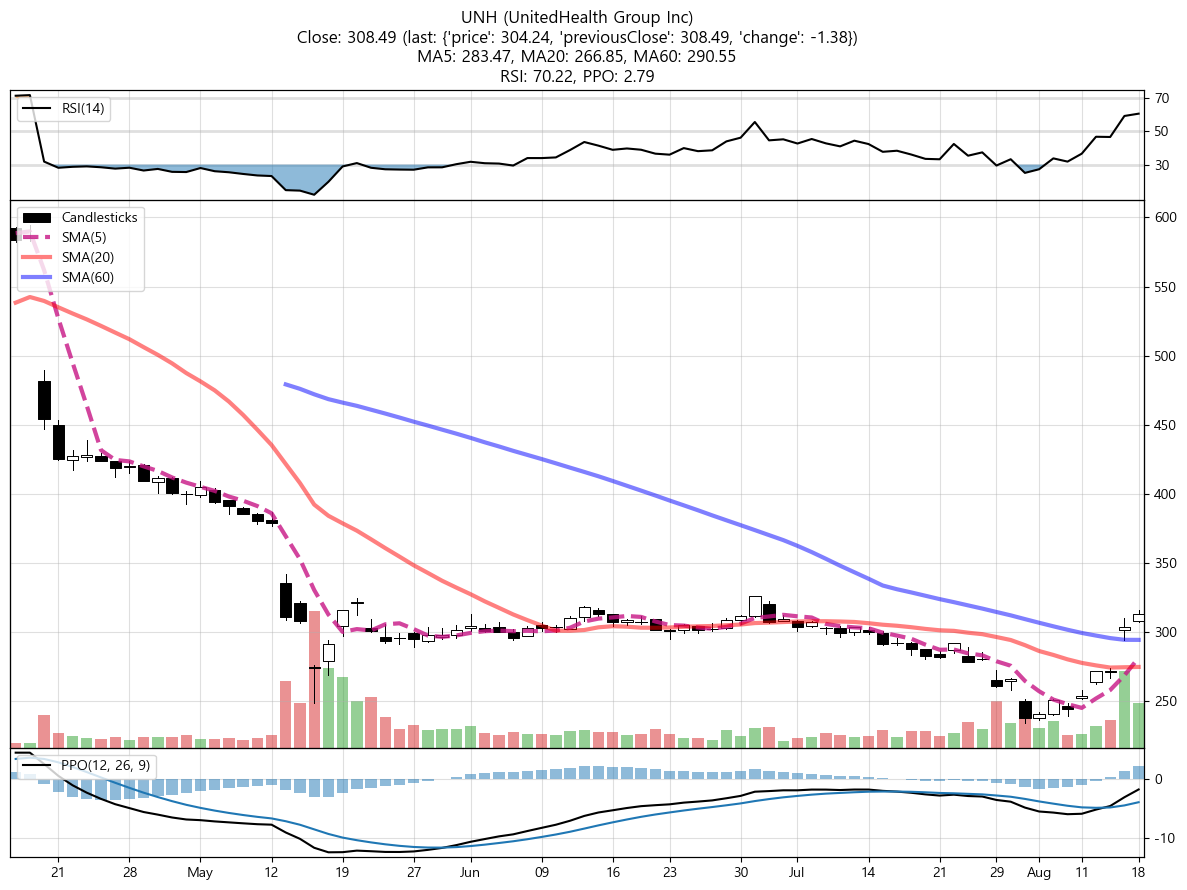 UNH (UnitedHealth Group Inc)
Close: 308.49 (last: {'price': 304.24, 'previousClose': 308.49, 'change': -1.38})
MA5: 283.47, MA20: 266.85, MA60: 290.55
RSI: 70.22, PPO: 2.79
RSI(14)
70
50
30
Candlesticks
SMA(5)
SMA(20)
SMA(60)
600
550
500
450
400
350
300
250
PPO(12, 26, 9)
0
-10
21 28 May 12 19 27 Jun 09 16 23 30 Jul 14 21 29 Aug 11 18